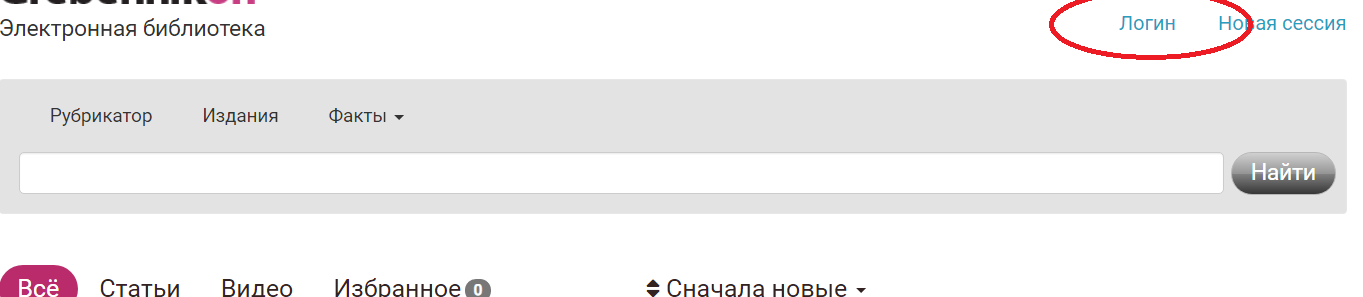 Электронная библиотека
Логин Новая сессия
Рубрикатор Издания Факты
Найти
Всё Статьи Видео Избранное 0 Сначала новые